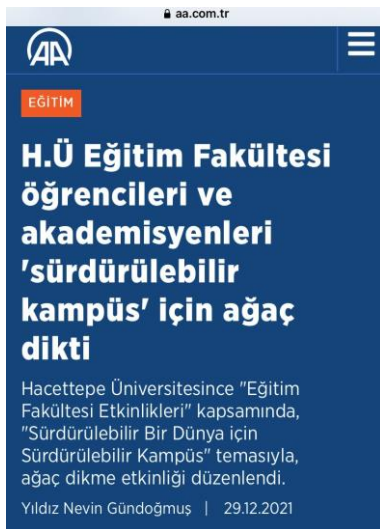 aa.com.tr
AA
EĞİTİM
H.Ü Eğitim Fakültesi
öğrencileri ve
akademisyenleri
'sürdürülebilir
kampüs' için ağaç
dikti
Hacettepe Üniversitesince "Eğitim
Fakültesi Etkinlikleri" kapsamında,
"Sürdürülebilir Bir Dünya için
Sürdürülebilir Kampüs" temasıyla,
ağaç dikme etkinliği düzenlendi.
Yıldız Nevin Gündoğmuş | 29.12.2021